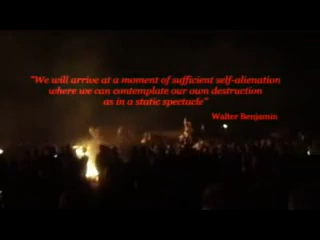 "We will arrive at a moment of sufficient self-alienation
where we can contemplate our own destruction
as in a static spectacle"
Walter Benjamin